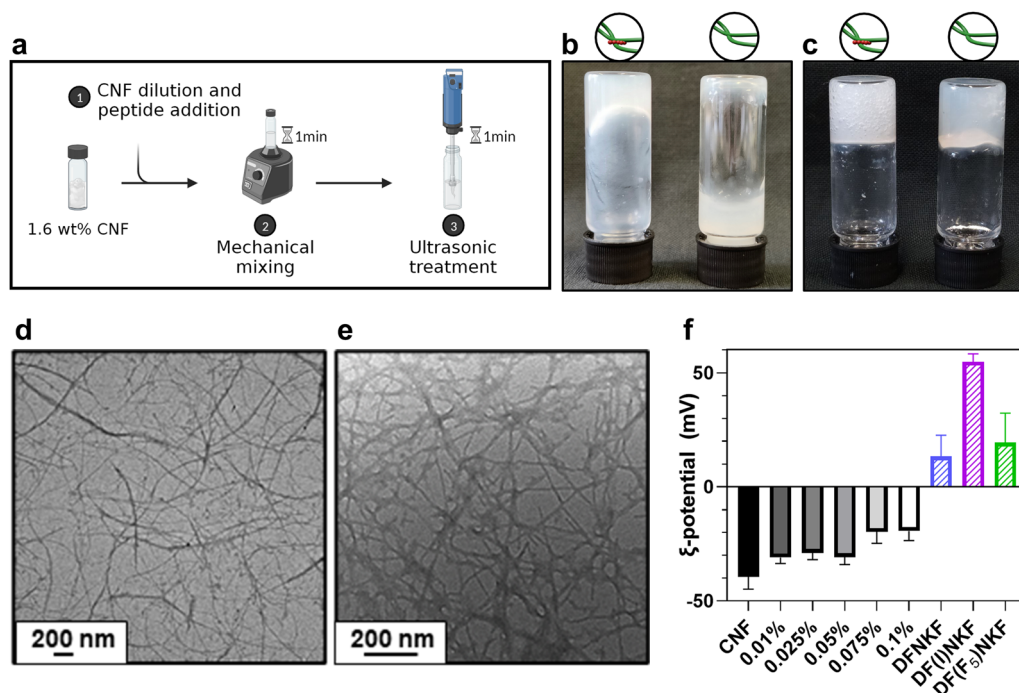 a
1 CNF dilution and
peptide addition
1min
1min
1.6 wt% CNF
2
3
Mechanical
mixing
Ultrasonic
treatment
b
c
d
200 nm
e
200 nm
f
ξ-potential (mV)
50
0
-50
CNF
0.01%
0.025%
0.05%
0.075%
0.1%
DFNKF
DF(I)NKF
DF(F₅)NKF